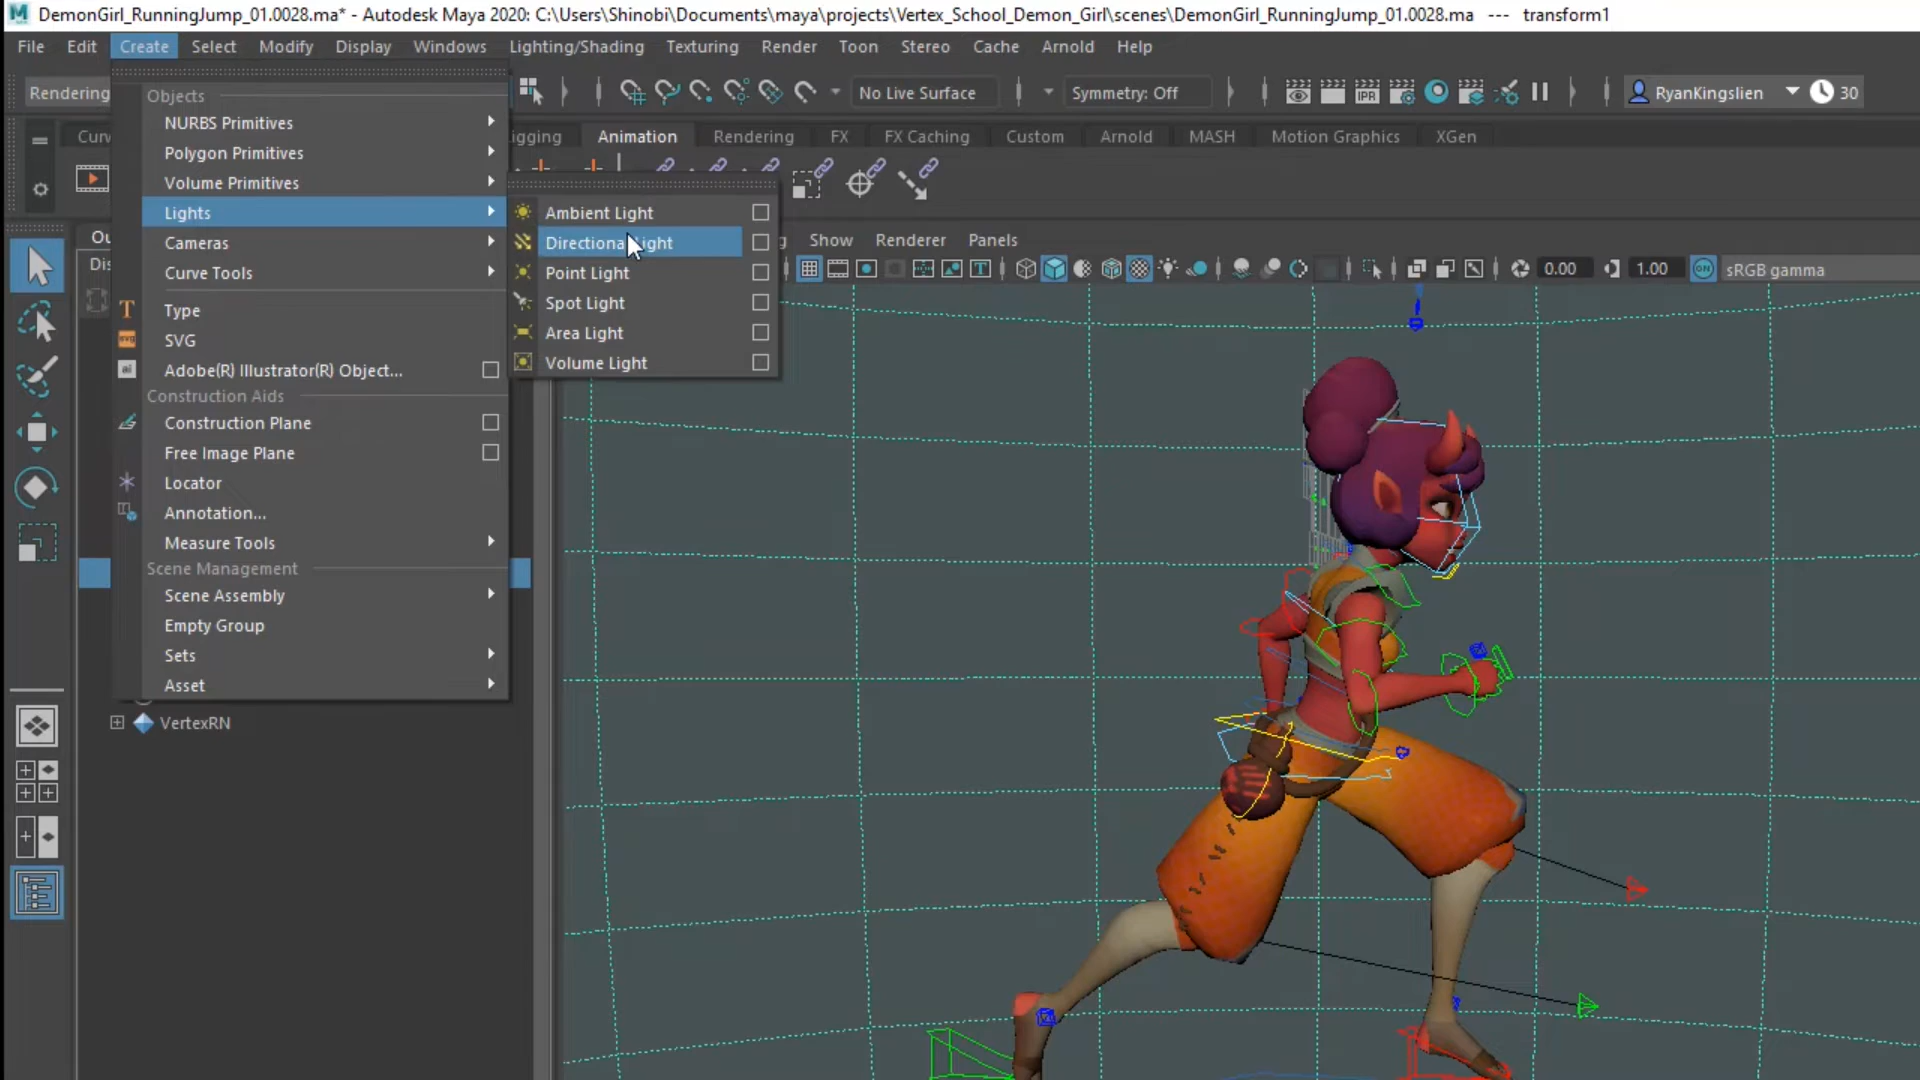 DemonGirl_RunningJump_01.0028.ma* - Autodesk Maya 2020: C:\Users\Shinobi\Documents\maya\projects\Vertex_School_Demon_Girl\scenes\DemonGirl_RunningJump_01.0028.ma --- transform1
File Edit Create Select Modify Display Windows Lighting/Shading Texturing Render Toon Stereo Cache Arnold Help
Rendering No Live Surface Symmetry: Off IPR RyanKingslien 30
Curv igging Animation Rendering FX FX Caching Custom Arnold MASH Motion Graphics XGen
Objects
NURBS Primitives
Polygon Primitives
Volume Primitives
Lights
Cameras
Curve Tools
Type
SVG
Adobe(R) Illustrator(R) Object...
Construction Aids
Construction Plane
Free Image Plane
Locator
Annotation...
Measure Tools
Scene Management
Scene Assembly
Empty Group
Sets
Asset
Ambient Light
Directional Light
Point Light
Spot Light
Area Light
Volume Light
Ou
Dis
g Show Renderer Panels
0.00 1.00 ON sRGB gamma
VertexRN